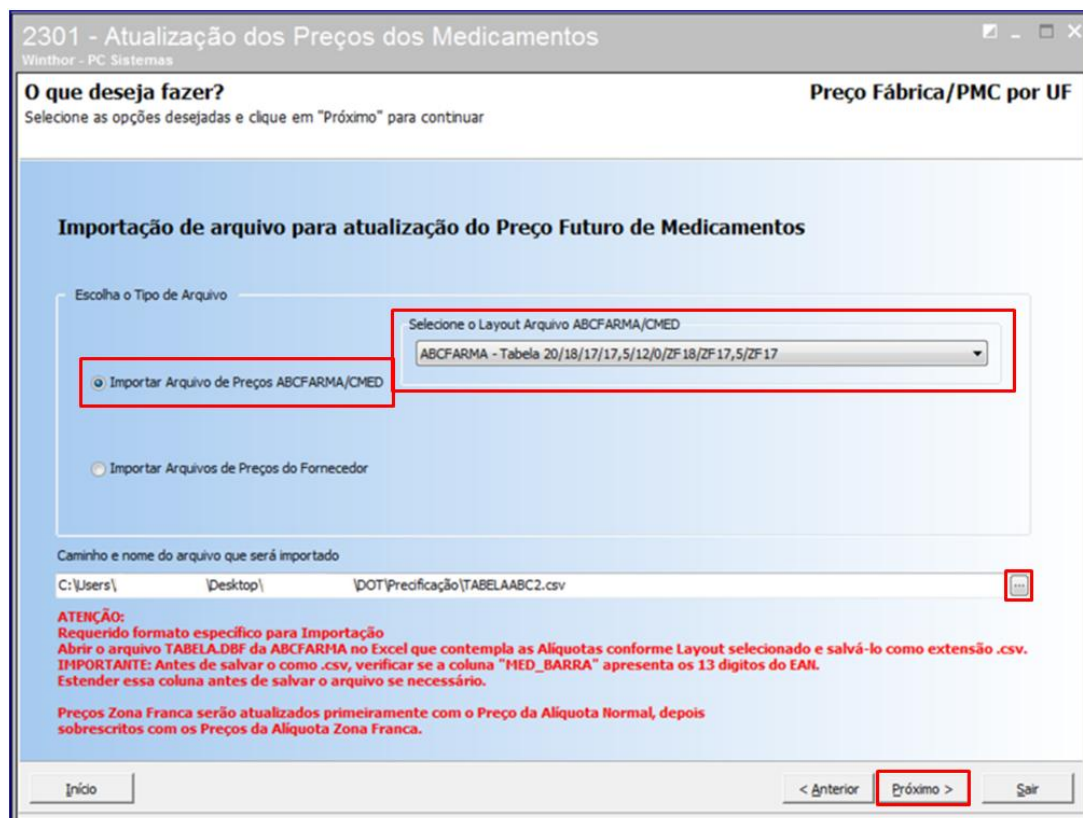 2301 - Atualização dos Preços dos Medicamentos
Winthor - PC Sistemas
O que deseja fazer?
Preço Fábrica/PMC por UF
Selecione as opções desejadas e clique em "Próximo" para continuar
Importação de arquivo para atualização do Preço Futuro de Medicamentos
Escolha o Tipo de Arquivo
Selecione o Layout Arquivo ABCFARMA/CMED
ABCFARMA - Tabela 20/18/17/17,5/12/0/ZF18/ZF17,5/ZF17
Importar Arquivo de Preços ABCFARMA/CMED
Importar Arquivos de Preços do Fornecedor
Caminho e nome do arquivo que será importado
C:\Users\ \Desktop\ \DOT\Precificação\TABELAABC2.csv
...
ATENÇÃO:
Requerido formato específico para Importação
Abrir o arquivo TABELA.DBF da ABCFARMA no Excel que contempla as Alíquotas conforme Layout selecionado e salvá-lo como extensão .csv.
IMPORTANTE: Antes de salvar o como .csv, verificar se a coluna "MED_BARRA" apresenta os 13 digitos do EAN.
Estender essa coluna antes de salvar o arquivo se necessário.
Preços Zona Franca serão atualizados primeiramente com o Preço da Alíquota Normal, depois
sobrescritos com os Preços da Alíquota Zona Franca.
Início
< Anterior
Próximo >
Sair